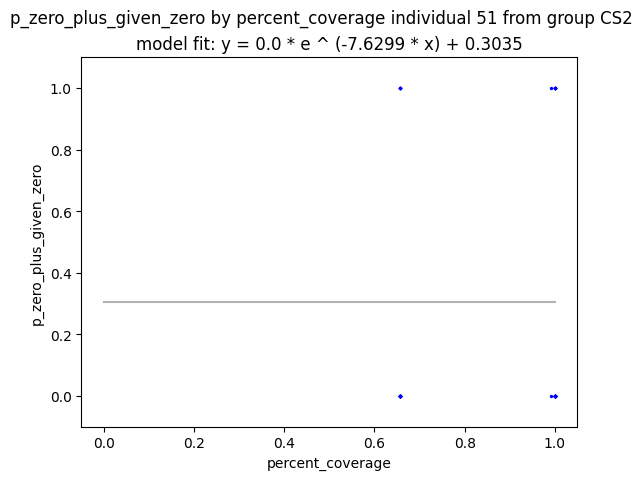 p_zero_plus_given_zero by percent_coverage individual 51 from group CS2
model fit: y = 0.0 * e ^ (-7.6299 * x) + 0.3035
1.0
0.8
0.6
0.4
0.2
0.0
p_zero_plus_given_zero
0.0 0.2 0.4 0.6 0.8 1.0
percent_coverage